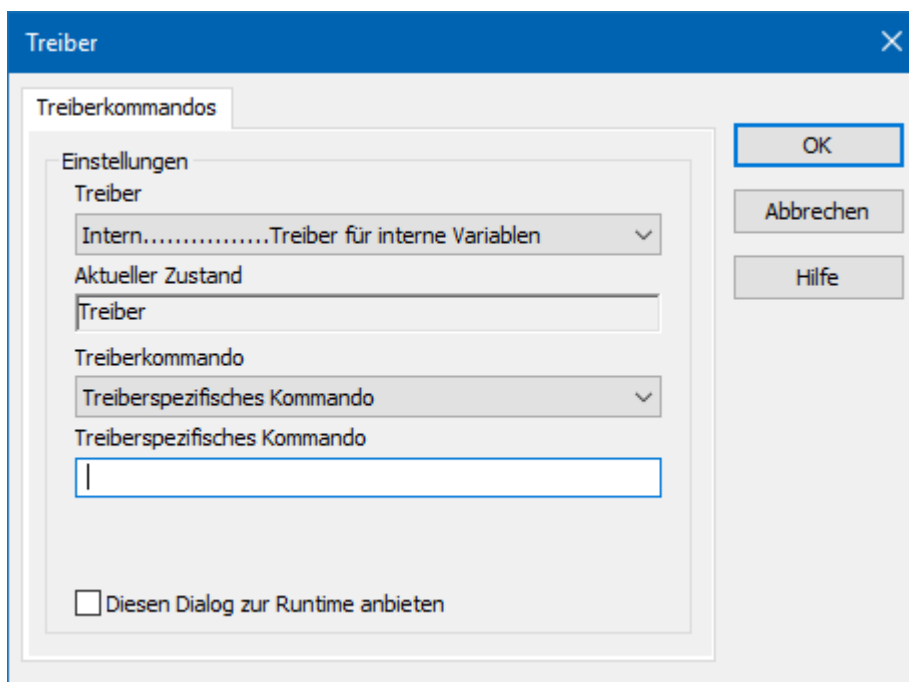 Treiber
Treiberkommandos
Einstellungen
Treiber
Intern................Treiber für interne Variablen
Aktueller Zustand
Treiber
Treiberkommando
Treiberspezifisches Kommando
Treiberspezifisches Kommando
Diesen Dialog zur Runtime anbieten
OK
Abbrechen
Hilfe